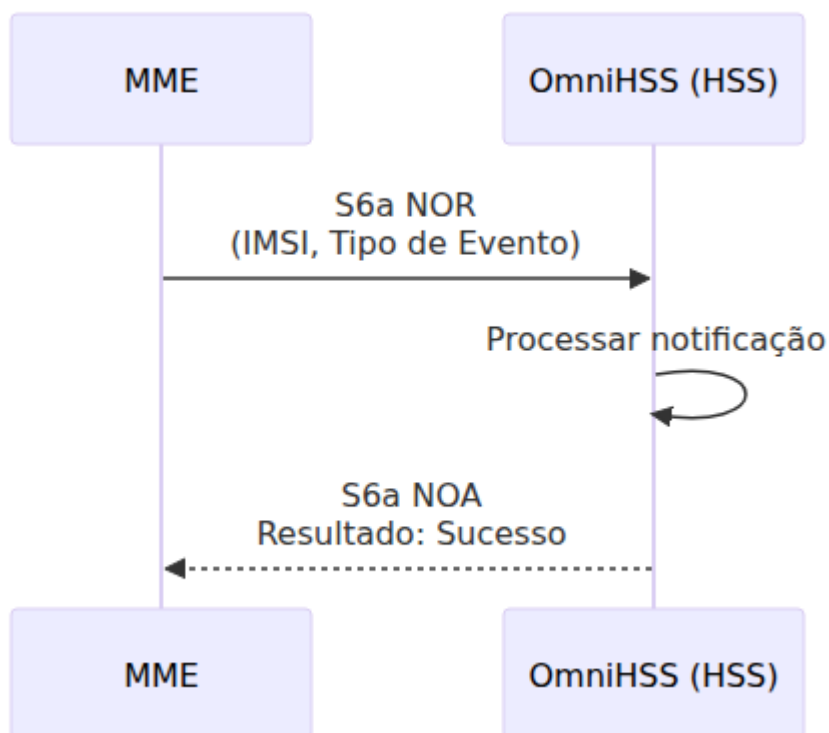 MME
OmniHSS (HSS)
S6a NOR
(IMSI, Tipo de Evento)
Processar notificação
S6a NOA
Resultado: Sucesso
MME
OmniHSS (HSS)